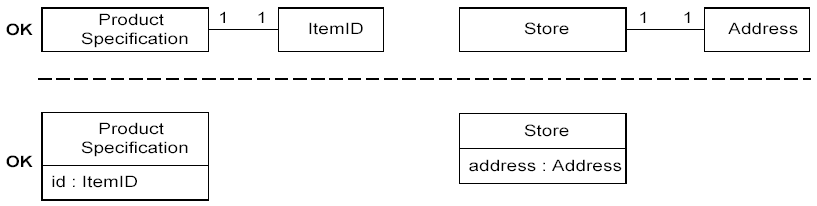 OK
Product
Specification
1 1
ItemID
Store
1 1
Address
OK
Product
Specification
id : ItemID
Store
address : Address